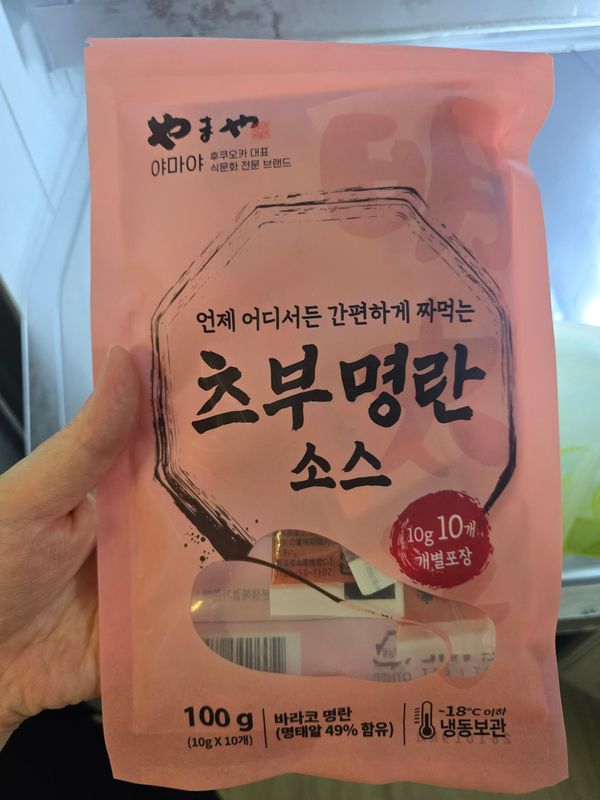 やまや
야마야
후쿠오카 대표
식문화 전문 브랜드
언제 어디서든 간편하게 짜먹는
츠부명란
소스
10g 10개
개별포장
100 g
(10g X 10개)
바라코 명란
(명태알 49% 함유)
-18℃ 이하
냉동보관